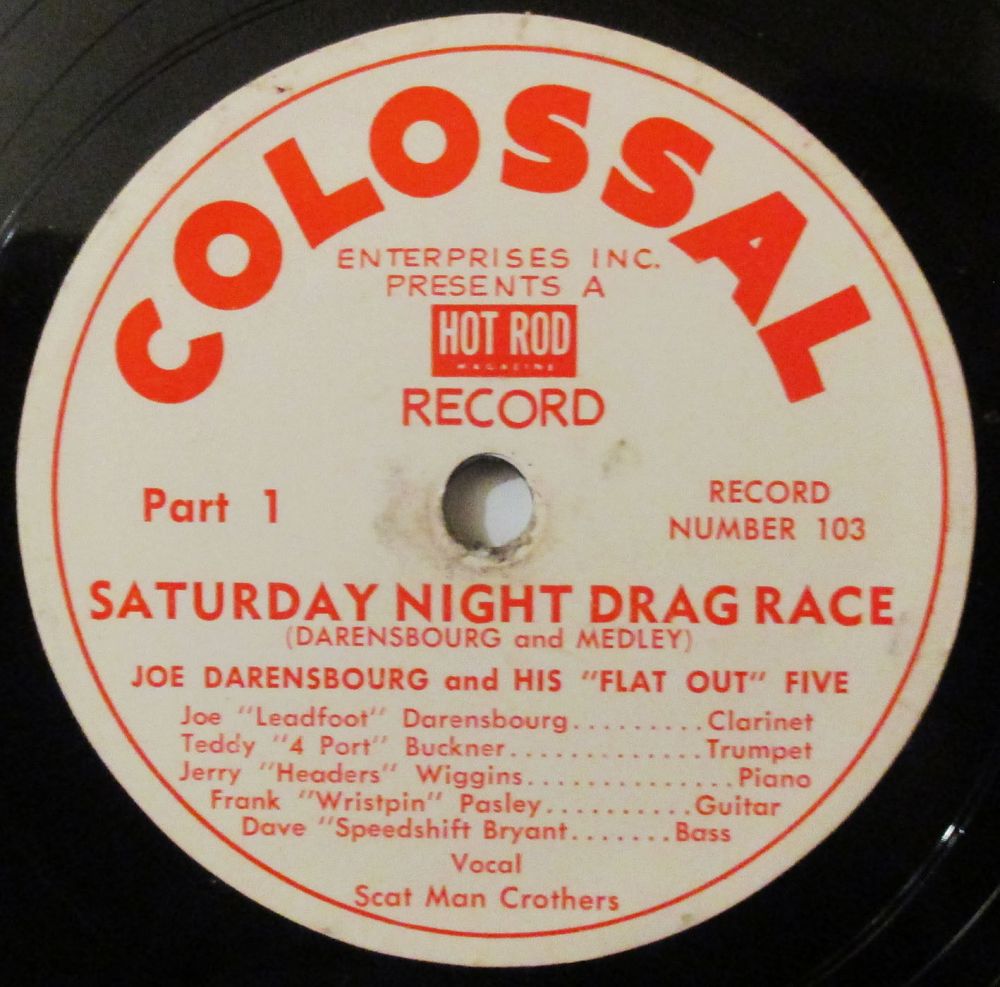 COLOSSAL
ENTERPRISES INC.
PRESENTS A
HOT ROD
MAGAZINE
RECORD
Part 1
RECORD
NUMBER 103
SATURDAY NIGHT DRAG RACE
(DARENSBOURG and MEDLEY)
JOE DARENSBOURG and HIS "FLAT OUT" FIVE
Joe "Leadfoot" Darensbourg.........Clarinet
Teddy "4 Port" Buckner.............Trumpet
Jerry "Headers" Wiggins..............Piano
Frank "Wristpin" Pasley..........Guitar
Dave "Speedshift Bryant.......Bass
Vocal
Scat Man Crothers